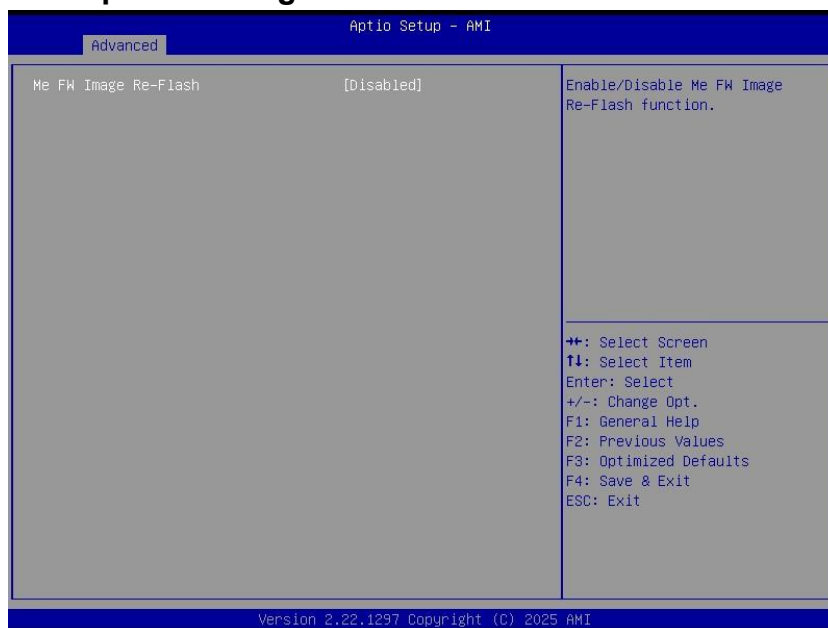 Aptio Setup - AMI
Advanced
Me FW Image Re-Flash [Disabled]
Enable/Disable Me FW Image
Re-Flash function.
→←: Select Screen
↑↓: Select Item
Enter: Select
+/-: Change Opt.
F1: General Help
F2: Previous Values
F3: Optimized Defaults
F4: Save & Exit
ESC: Exit
Version 2.22.1297 Copyright (C) 2025 AMI